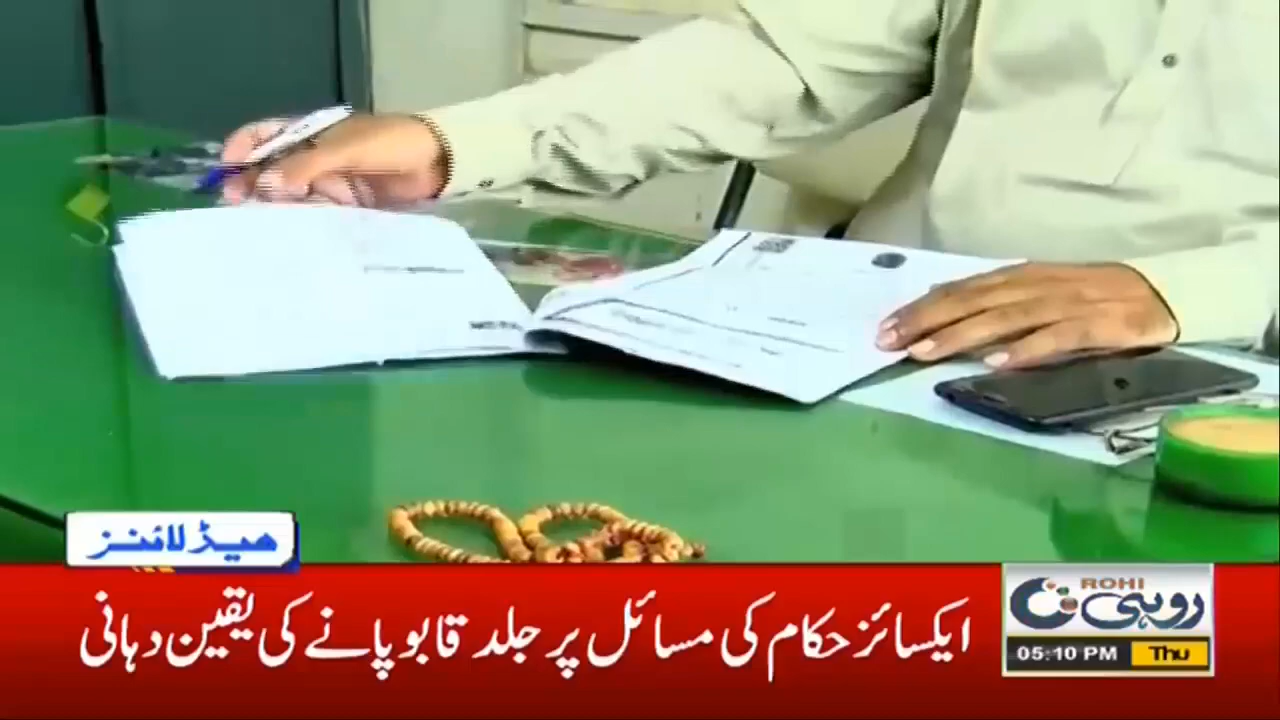 ہیڈ لائنز
ایکسائز حکام کی مسائل پر جلد قابو پانے کی یقین دہانی
ROHI
روہی
05:10 PM Thu